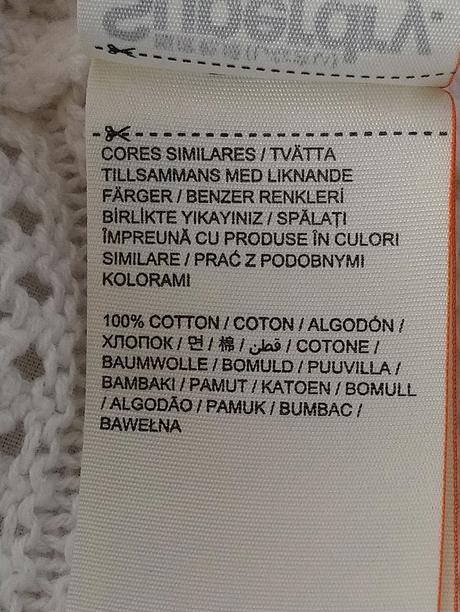 CORES SIMILARES / TVÄTTA
TILLSAMMANS MED LIKNANDE
FÄRGER / BENZER RENKLERİ
BİRLİKTE YIKAYINIZ / SPĂLAȚI
ÎMPREUNĂ CU PRODUSE ÎN CULORI
SIMILARE / PRAĆ Z PODOBNYMI
KOLORAMI
100% COTTON / COTON / ALGODÓN /
ХЛОПОК / 면 / 棉 / قطن / COTONE /
BAUMWOLLE / BOMULD / PUUVILLA /
BAMBAKI / PAMUT / KATOEN / BOMULL
/ ALGODÃO / PAMUK / BUMBAC /
BAWEŁNA